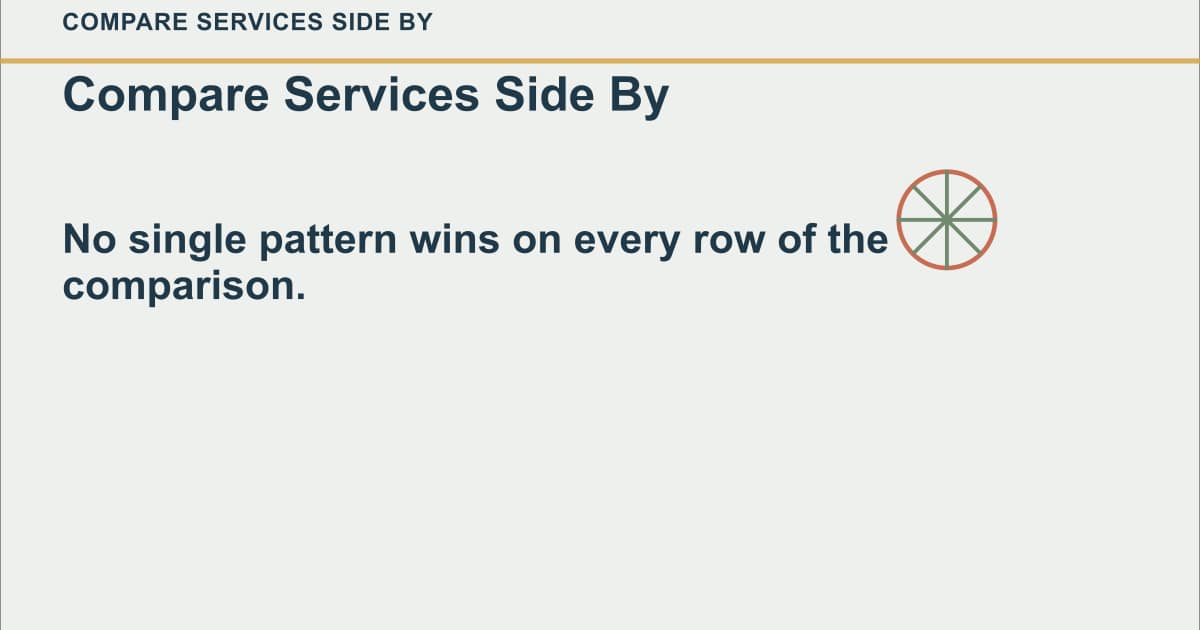 COMPARE SERVICES SIDE BY
Compare Services Side By
No single pattern wins on every row of the
comparison.